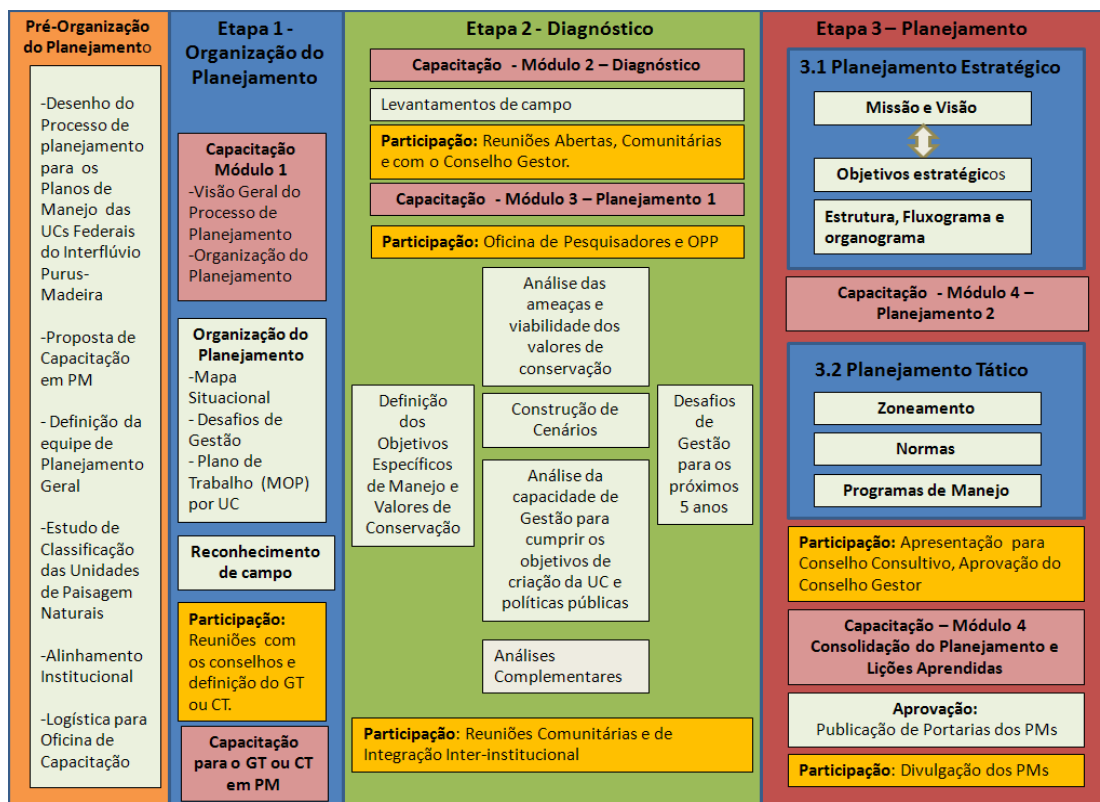 Pré-Organização
do Planejamento
-Desenho do
Processo de
planejamento
para os
Planos de
Manejo das
UCs Federais
do Interflúvio
Purus-
Madeira
-Proposta de
Capacitação
em PM
- Definição da
equipe de
Planejamento
Geral
-Estudo de
Classificação
das Unidades
de Paisagem
Naturais
-Alinhamento
Institucional
-Logística para
Oficina de
Capacitação
Etapa 1 -
Organização do
Planejamento
Capacitação
Módulo 1
-Visão Geral do
Processo de
Planejamento
-Organização do
Planejamento
Organização do
Planejamento
-Mapa
Situacional
- Desafios de
Gestão
- Plano de
Trabalho (MOP)
por UC
Reconhecimento
de campo
Participação:
Reuniões com
os conselhos e
definição do GT
ou CT.
Capacitação
para o GT ou CT
em PM
Etapa 2 - Diagnóstico
Capacitação - Módulo 2 – Diagnóstico
Levantamentos de campo
Participação: Reuniões Abertas, Comunitárias
e com o Conselho Gestor.
Capacitação - Módulo 3 – Planejamento 1
Participação: Oficina de Pesquisadores e OPP
Definição
dos
Objetivos
Específicos
de Manejo e
Valores de
Conservação
Análise das
ameaças e
viabilidade dos
valores de
conservação
Construção de
Cenários
Análise da
capacidade de
Gestão para
cumprir os
objetivos de
criação da UC e
políticas públicas
Análises
Complementares
Desafios
de
Gestão
para os
próximos
5 anos
Participação: Reuniões Comunitárias e de
Integração Inter-institucional
Etapa 3 – Planejamento
3.1 Planejamento Estratégico
Missão e Visão
Objetivos estratégicos
Estrutura, Fluxograma e
organograma
Capacitação - Módulo 4 –
Planejamento 2
3.2 Planejamento Tático
Zoneamento
Normas
Programas de Manejo
Participação: Apresentação para
Conselho Consultivo, Aprovação do
Conselho Gestor
Capacitação – Módulo 4
Consolidação do Planejamento e
Lições Aprendidas
Aprovação:
Publicação de Portarias dos PMs
Participação: Divulgação dos PMs